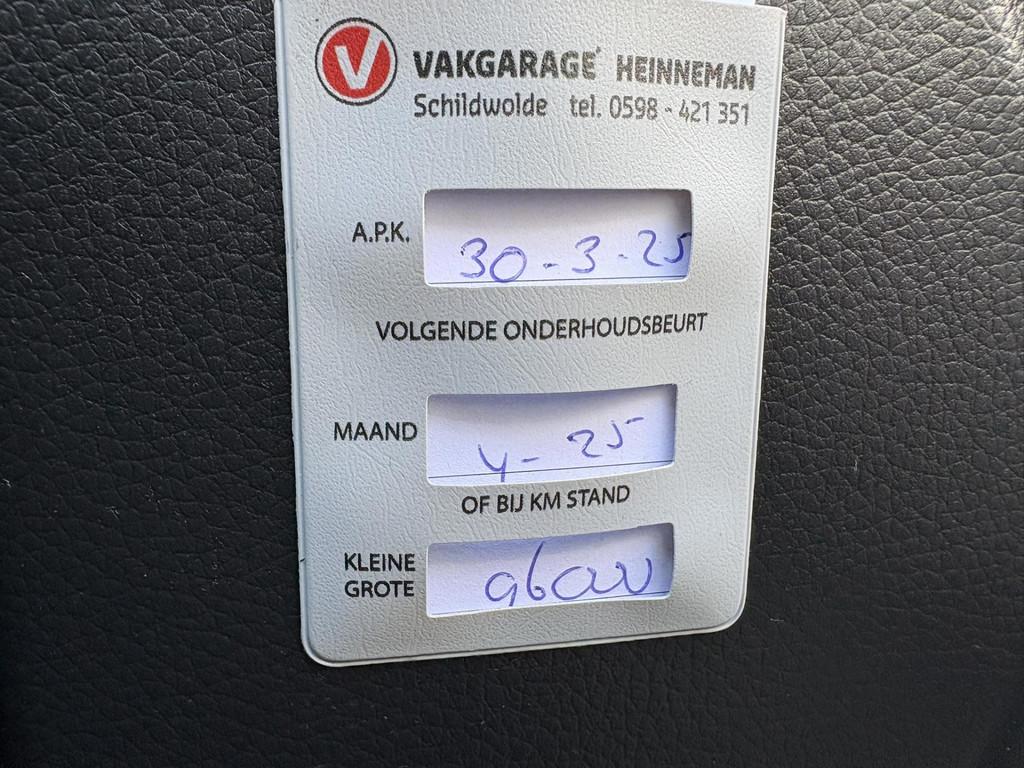 V VAKGARAGE HEINNEMAN
Schildwolde tel. 0598 - 421 351
A.P.K. 30 - 3 - 25
VOLGENDE ONDERHOUDSBEURT
MAAND 4 - 25
OF BIJ KM STAND
KLEINE
GROTE 96000